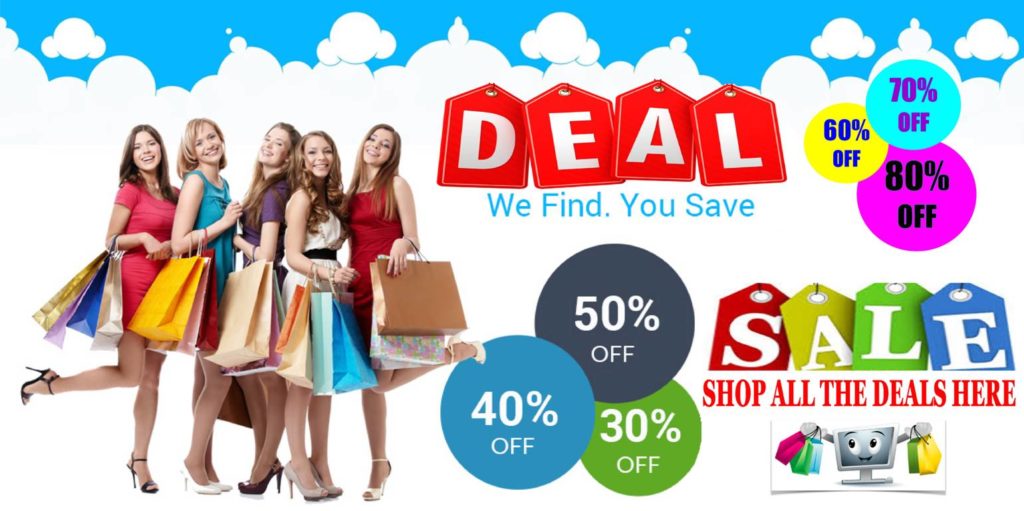 DEAL
We Find. You Save
70%
OFF
60%
OFF
80%
OFF
50%
OFF
40%
OFF
30%
OFF
SALE
SHOP ALL THE DEALS HERE